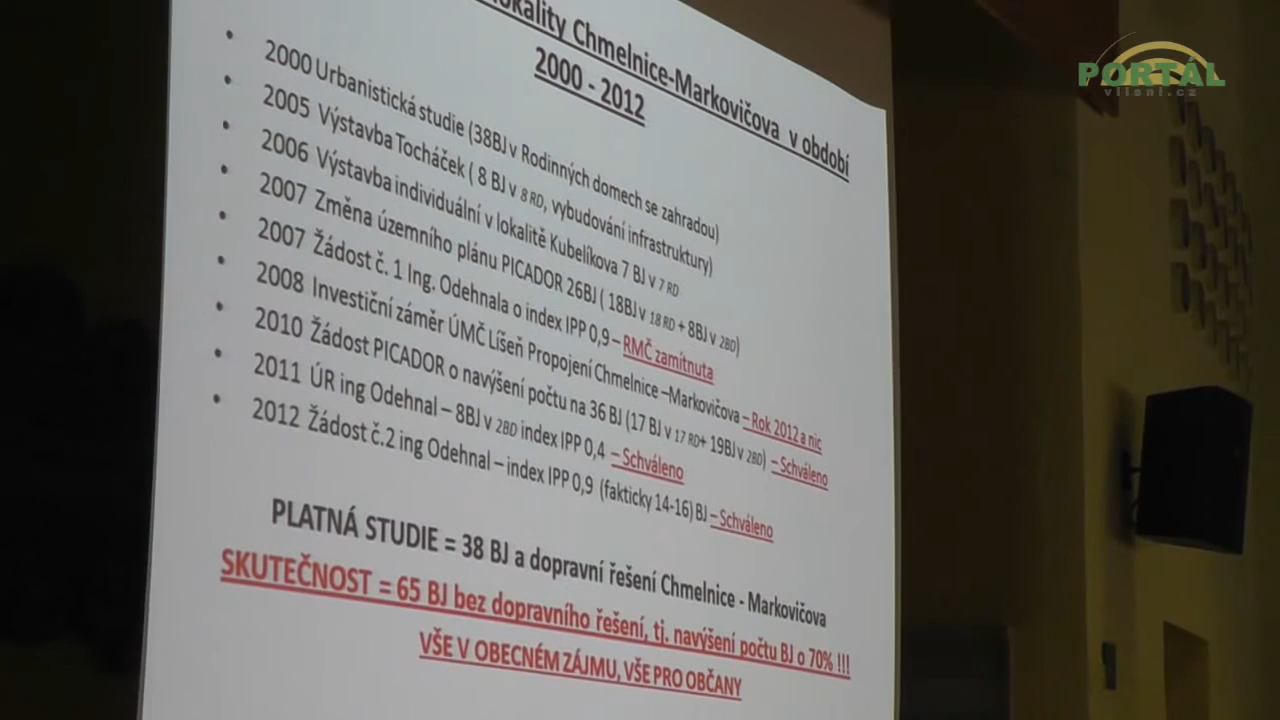 lokality Chmelnice-Markovičova v období
2000 - 2012
• 2000 Urbanistická studie (38BJ v Rodinných domech se zahradou)
• 2005 Výstavba Tocháček ( 8 BJ v 8 RD, vybudování infrastruktury)
• 2006 Výstavba individuální v lokalitě Kubelíkova 7 BJ v 7 RD
• 2007 Změna územního plánu PICADOR 26BJ ( 18BJ v 18 RD + 8BJ v 2BD)
• 2007 Žádost č. 1 Ing. Odehnala o index IPP 0,9 – RMČ zamítnuta
• 2008 Investiční záměr ÚMČ Líšeň Propojení Chmelnice –Markovičova – Rok 2012 a nic
• 2010 Žádost PICADOR o navýšení počtu na 36 BJ (17 BJ v 17 RD+ 19BJ v 2BD) – Schváleno
• 2011 ÚR ing Odehnal – 8BJ v 2BD index IPP 0,4 – Schváleno
• 2012 Žádost č.2 ing Odehnal – index IPP 0,9 (fakticky 14-16) BJ – Schváleno
PLATNÁ STUDIE = 38 BJ a dopravní řešení Chmelnice - Markovičova
SKUTEČNOST = 65 BJ bez dopravního řešení, tj. navýšení počtu BJ o 70% !!!
VŠE V OBECNÉM ZÁJMU, VŠE PRO OBČANY
PORTÁL
vlisni.cz